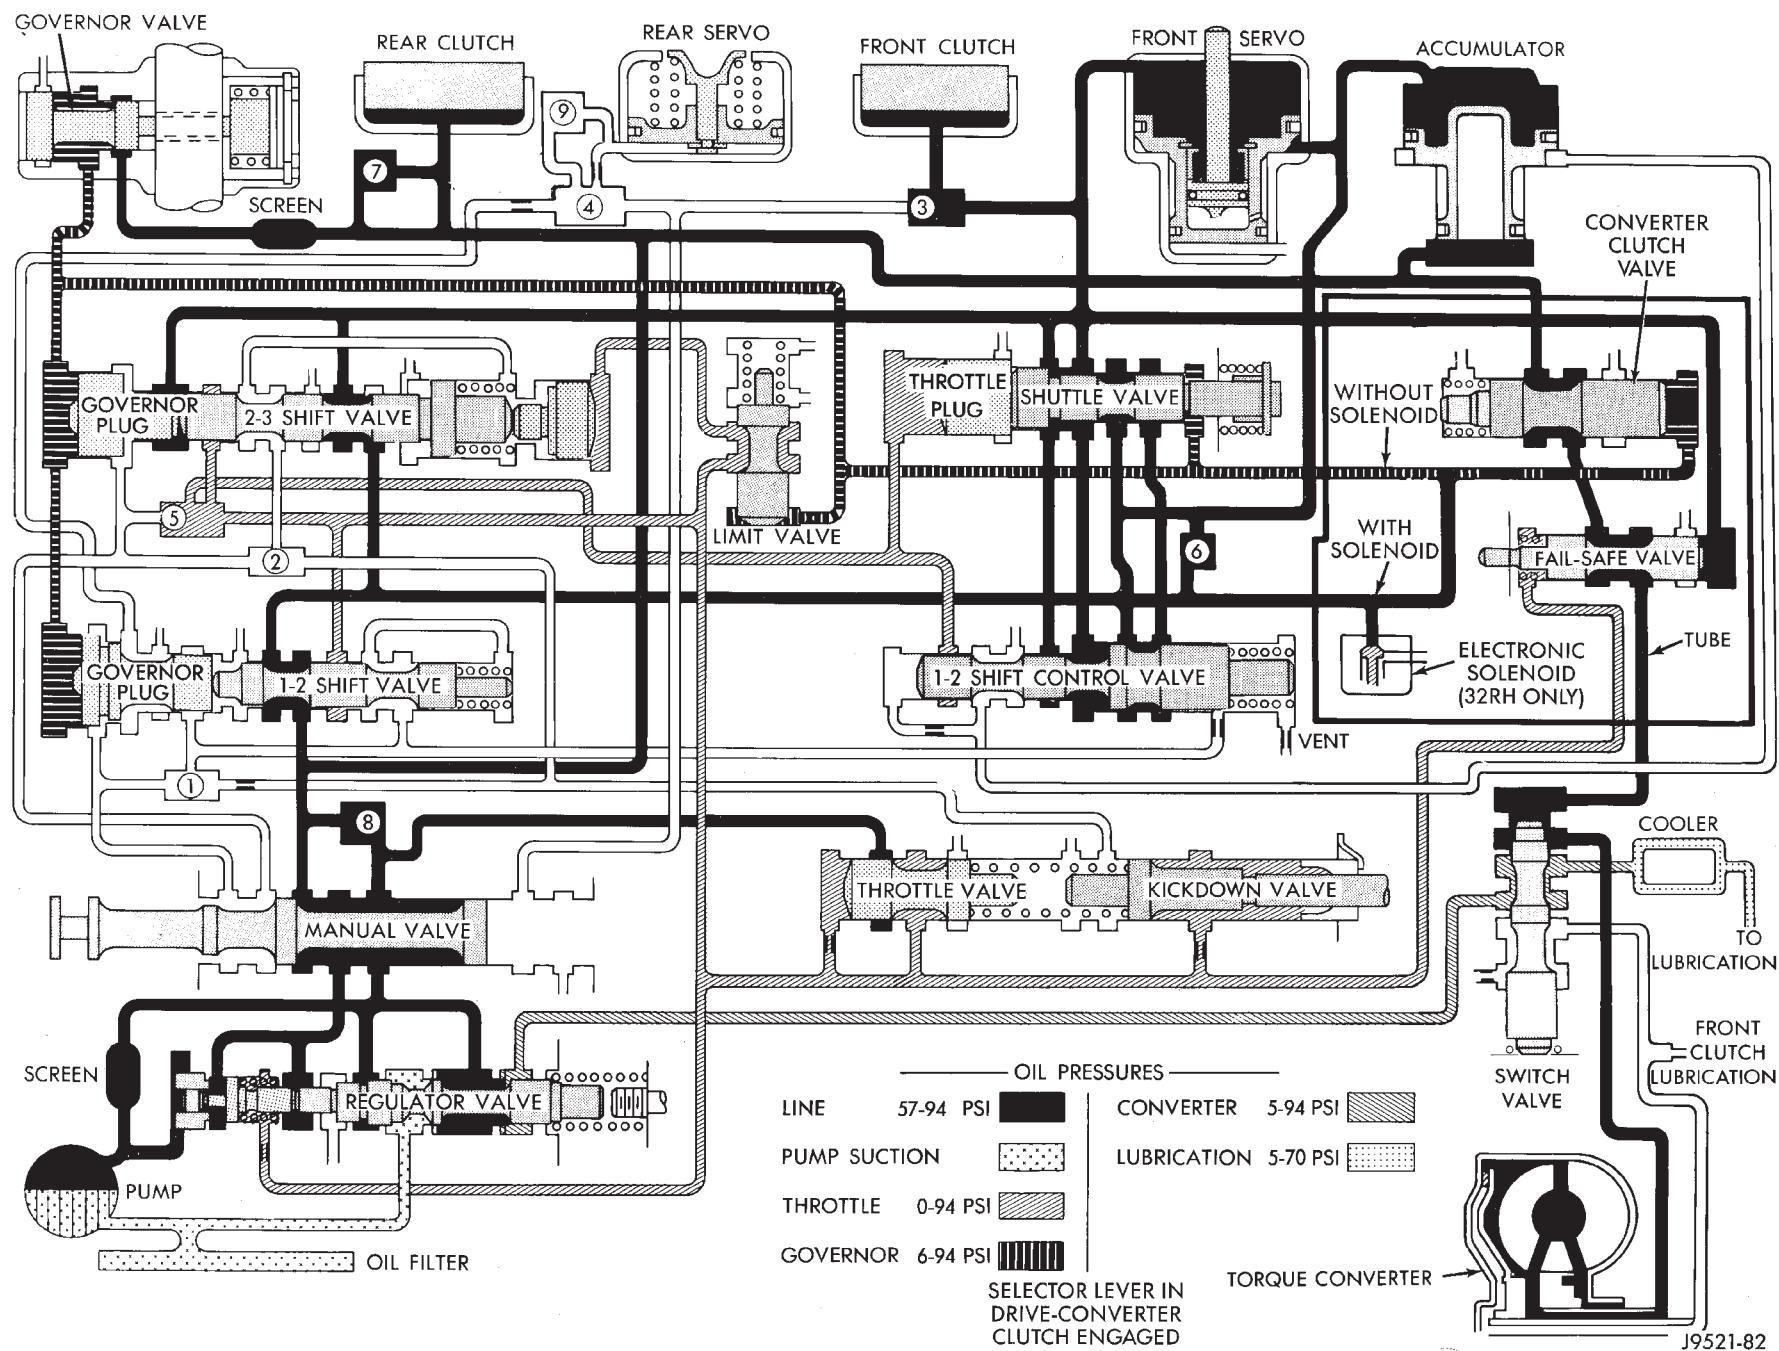 GOVERNOR VALVE
REAR CLUTCH
REAR SERVO
FRONT CLUTCH
FRONT SERVO
ACCUMULATOR
9
7
4
3
SCREEN
CONVERTER
CLUTCH
VALVE
GOVERNOR
PLUG
2-3 SHIFT VALVE
THROTTLE
PLUG
SHUTTLE VALVE
WITHOUT
SOLENOID
5
LIMIT VALVE
2
6
WITH
SOLENOID
FAIL-SAFE VALVE
TUBE
GOVERNOR
PLUG
1-2 SHIFT VALVE
1-2 SHIFT CONTROL VALVE
ELECTRONIC
SOLENOID
(32RH ONLY)
VENT
1
8
COOLER
THROTTLE VALVE
KICKDOWN VALVE
MANUAL VALVE
TO
LUBRICATION
SCREEN
REGULATOR VALVE
FRONT
CLUTCH
LUBRICATION
SWITCH
VALVE
PUMP
OIL FILTER
OIL PRESSURES
LINE 57-94 PSI
CONVERTER 5-94 PSI
PUMP SUCTION
LUBRICATION 5-70 PSI
THROTTLE 0-94 PSI
GOVERNOR 6-94 PSI
SELECTOR LEVER IN
DRIVE-CONVERTER
CLUTCH ENGAGED
TORQUE CONVERTER
J9521-82